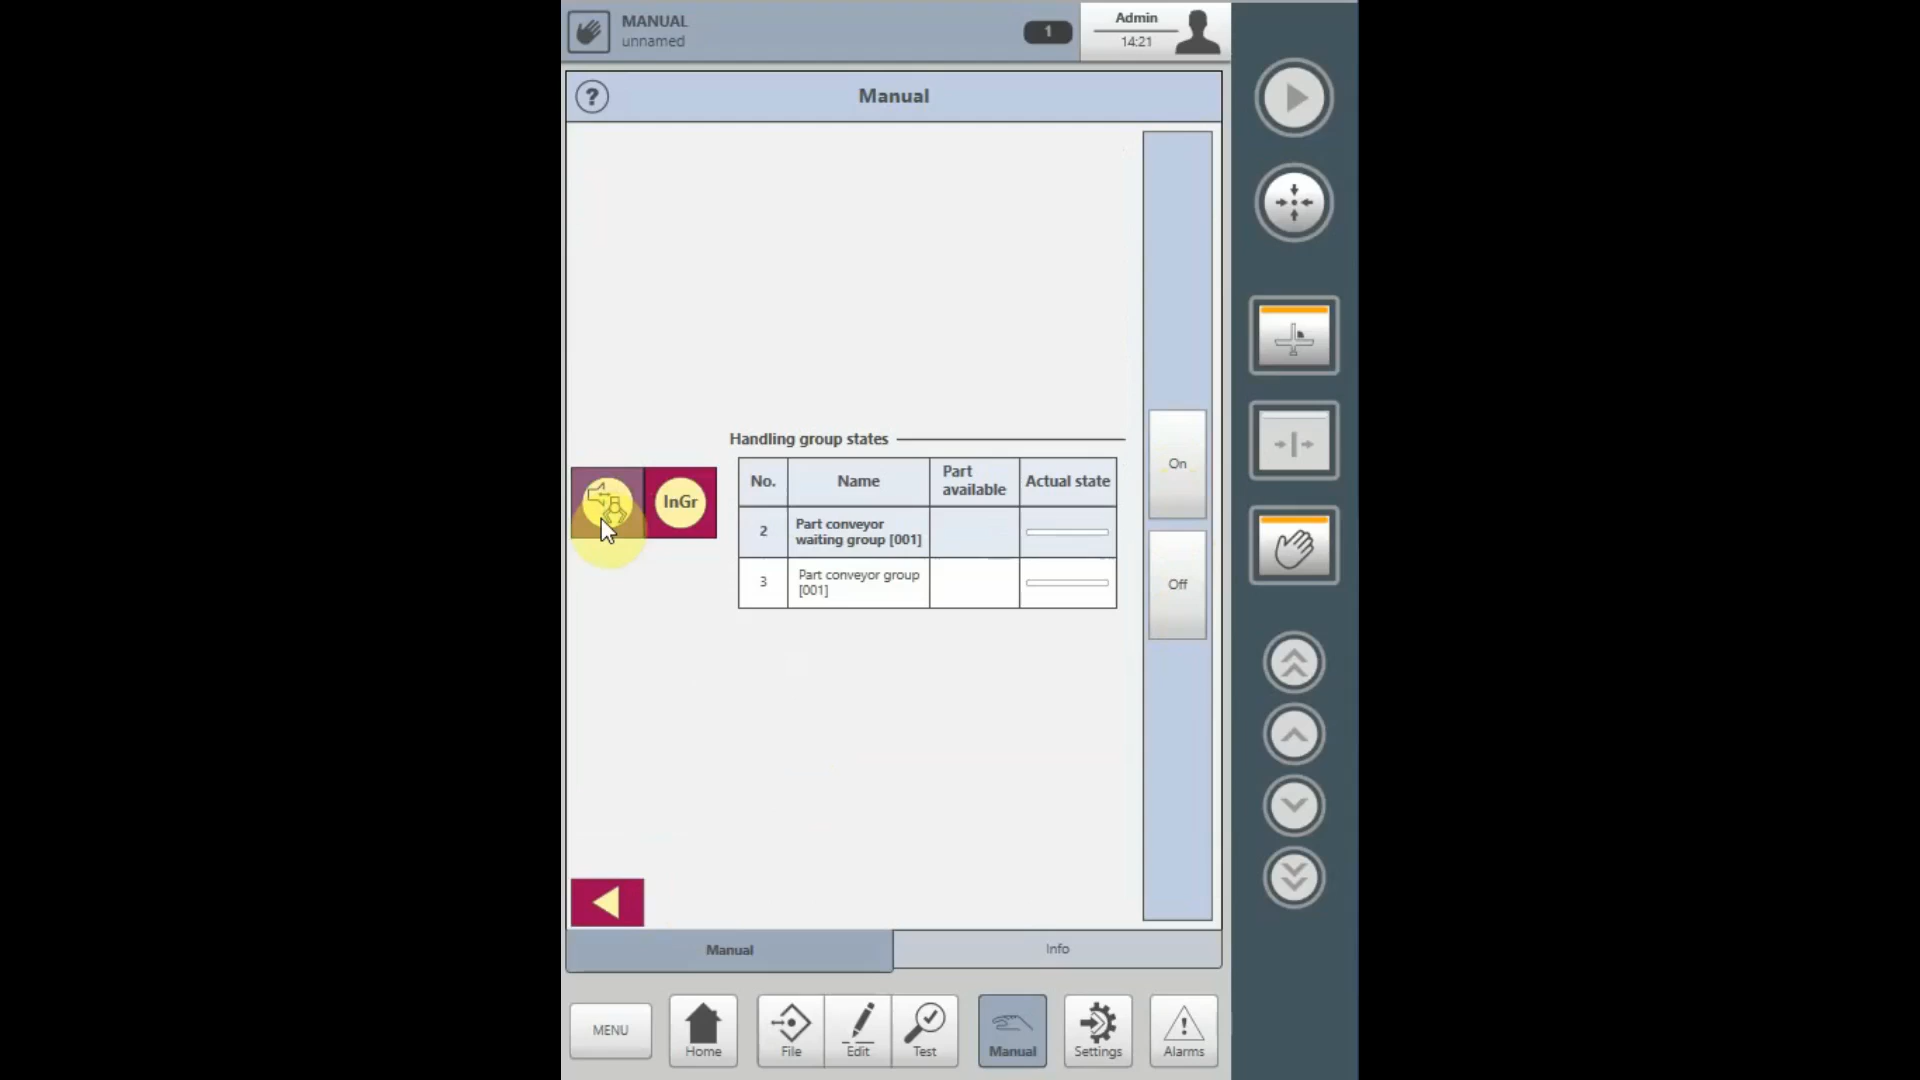 MANUAL
unnamed
1
Admin
14:21
?
Manual
Handling group states
No.
Name
Part
available
Actual state
InGr
2
Part conveyor
waiting group [001]
3
Part conveyor group
[001]
On
Off
Manual
Info
MENU
Home
File
Edit
Test
Manual
Settings
Alarms